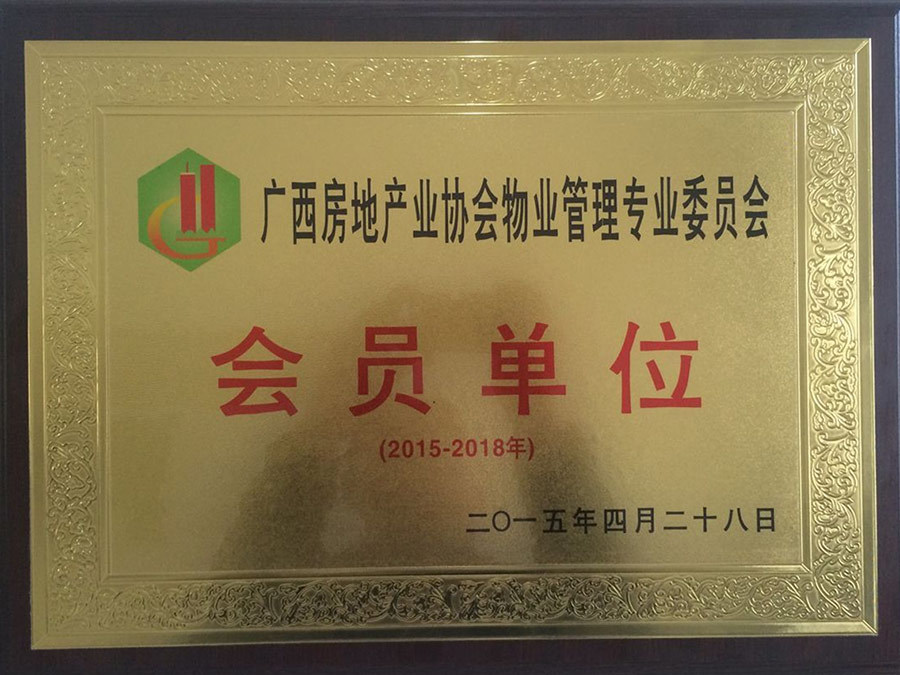 广西房地产业协会物业管理专业委员会
会员单位
(2015-2018年)
二〇一五年四月二十八日